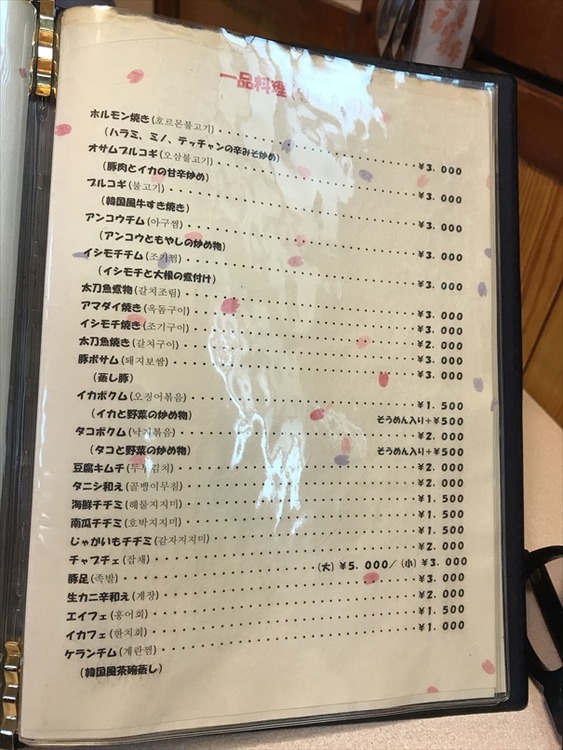 一品料理
ホルモン焼き(호르몬불고기)・・・・・・¥3.000
(ハラミ、ミノ、テッチャンの辛みそ炒め)
オサムプルコギ(오삼불고기)・・・・・・¥3.000
(豚肉とイカの甘辛炒め)
プルコギ(불고기)・・・・・・¥3.000
(韓国風牛すき焼き)
アンコウチム(아구찜)・・・・・・¥3.000
(アンコウともやしの炒め物)
イシモチチム(조기찜)・・・・・・¥3.000
(イシモチと大根の煮付け)
太刀魚煮物(갈치조림)・・・・・・¥3.000
アマダイ焼き(옥돔구이)・・・・・・¥3.000
イシモチ焼き(조기구이)・・・・・・¥2.000
太刀魚焼き(갈치구이)・・・・・・¥3.000
豚ポサム(돼지보쌈)・・・・・・¥3.000
(蒸し豚)
イカポクム(오징어볶음)・・・・・・¥1.500
(イカと野菜の炒め物) そうめん入り+¥500
タコポクム(낙지볶음)・・・・・・¥2.000
(タコと野菜の炒め物) そうめん入り+¥500
豆腐キムチ(두부김치)・・・・・・¥2.000
タニシ和え(골뱅이무침)・・・・・・¥2.000
海鮮チヂミ(해물지지미)・・・・・・¥1.500
南瓜チヂミ(호박지지미)・・・・・・¥1.500
じゃがいもチヂミ(감자지지미)・・・・・・¥1.500
チャプチェ(잡채)・・・・・・¥2.000
豚足(족발)・・・・・・(大)¥5.000/(小)¥3.000
生カニ辛和え(게장)・・・・・・¥3.000
エイフェ(홍어회)・・・・・・¥2.000
イカフェ(한치회)・・・・・・¥1.500
ケランチム(계란찜)・・・・・・¥1.000
(韓国風茶碗蒸し)